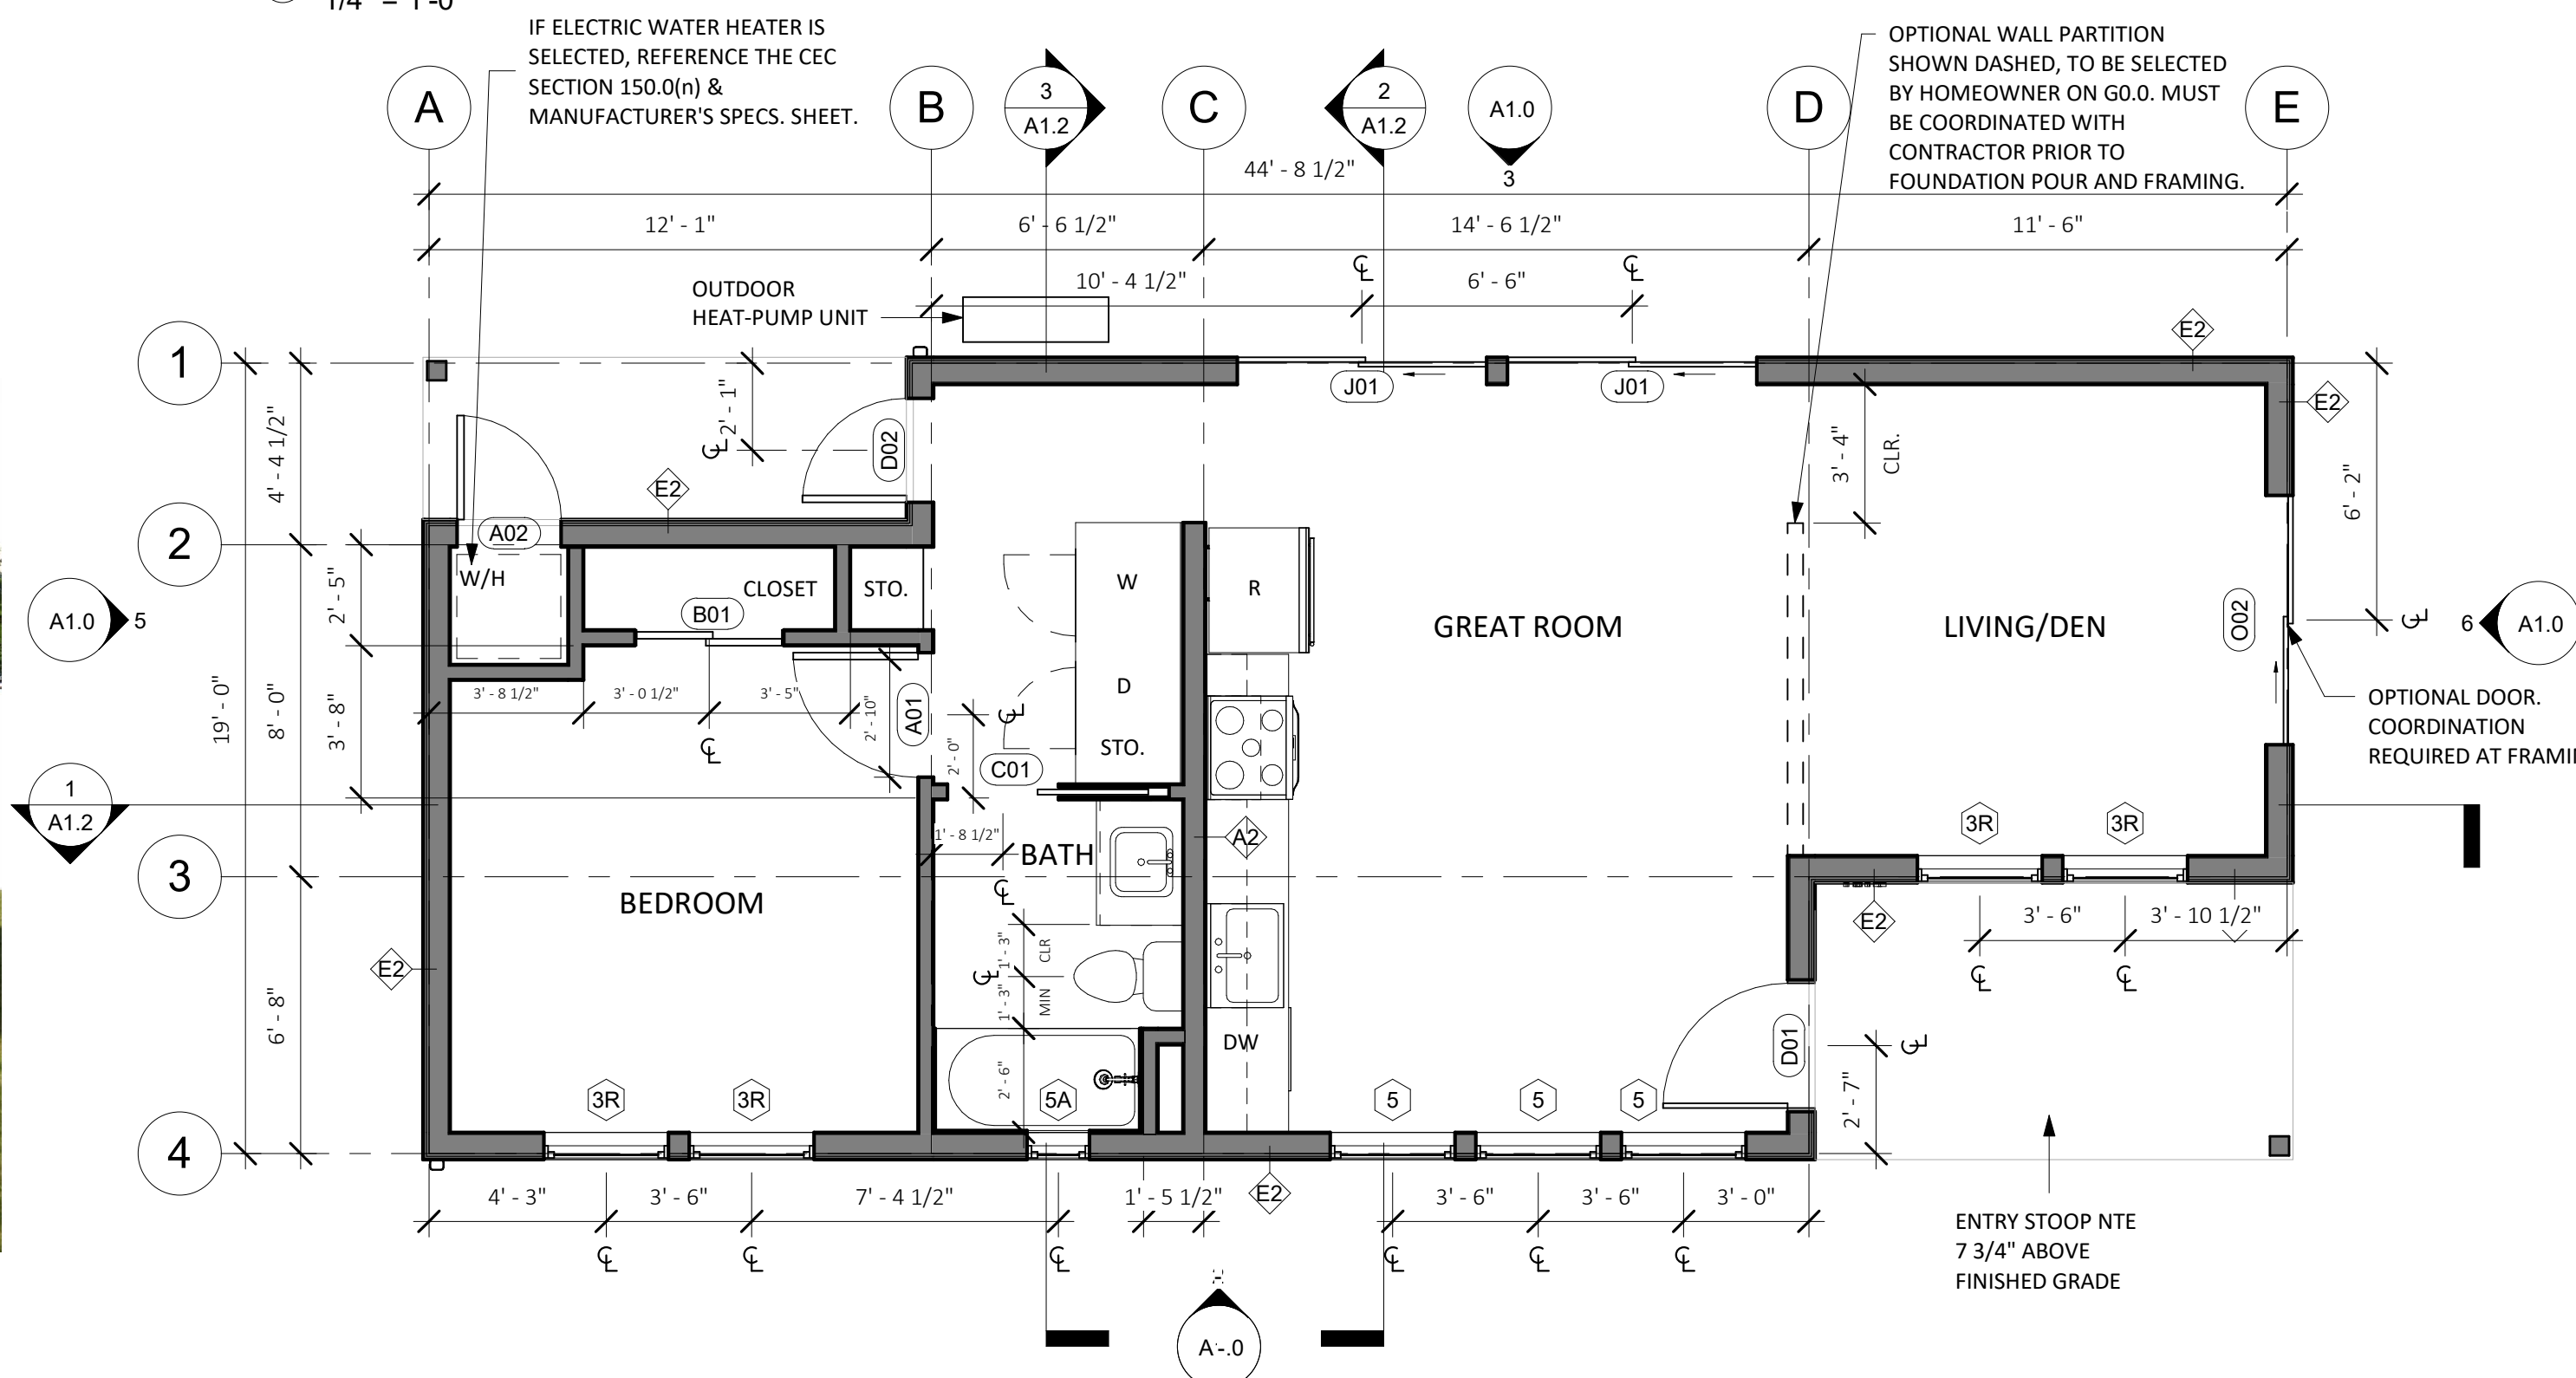 1/4" = 1'-0"
IF ELECTRIC WATER HEATER IS
SELECTED, REFERENCE THE CEC
SECTION 150.0(n) &
MANUFACTURER'S SPECS. SHEET.
OPTIONAL WALL PARTITION
SHOWN DASHED, TO BE SELECTED
BY HOMEOWNER ON G0.0. MUST
BE COORDINATED WITH
CONTRACTOR PRIOR TO
FOUNDATION POUR AND FRAMING.
A
B
3
A1.2
C
2
A1.2
A1.0
3
D
E
44' - 8 1/2"
12' - 1"
6' - 6 1/2"
14' - 6 1/2"
11' - 6"
10' - 4 1/2"
6' - 6"
OUTDOOR
HEAT-PUMP UNIT
E2
1
J01
J01
E2
2' - 1"
4' - 4 1/2"
D02
3' - 4"
CLR.
6' - 2"
E2
2
A02
W/H
CLOSET
STO.
W
R
2' - 5"
B01
A1.0
5
GREAT ROOM
LIVING/DEN
O02
6
A1.0
19' - 0"
8' - 0"
3' - 8"
3' - 8 1/2"
3' - 0 1/2"
3' - 5"
2' - 10"
A01
D
2' - 0"
STO.
C01
OPTIONAL DOOR.
COORDINATION
REQUIRED AT FRAMI
1
A1.2
1' - 8 1/2"
BATH
A2
3R
3R
3
BEDROOM
E2
3' - 6"
3' - 10 1/2"
E2
1' - 3"
CLR
1' - 3"
MIN
6' - 8"
DW
D01
2' - 7"
2' - 6"
3R
3R
5A
5
5
5
4
4' - 3"
3' - 6"
7' - 4 1/2"
1' - 5 1/2"
E2
3' - 6"
3' - 6"
3' - 0"
ENTRY STOOP NTE
7 3/4" ABOVE
FINISHED GRADE